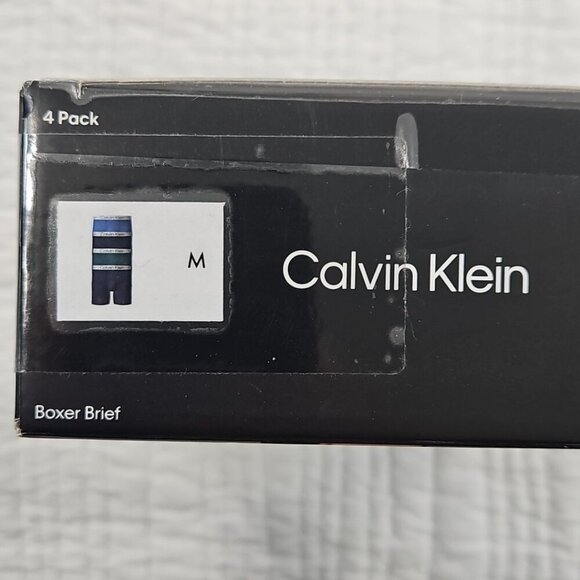 4 Pack
M
Calvin Klein
Boxer Brief